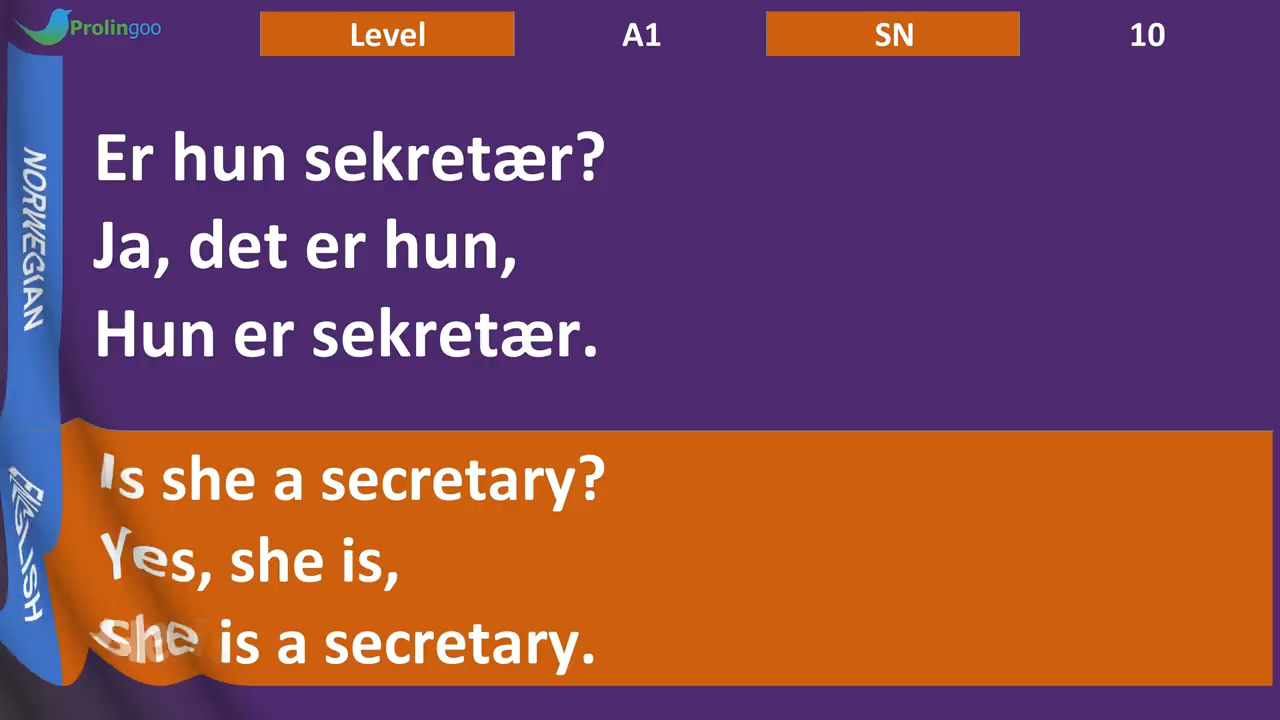 Prolingoo
Level A1 SN 10
NORWEGIAN
Er hun sekretær?
Ja, det er hun,
Hun er sekretær.
ENGLISH
Is she a secretary?
Yes, she is,
she is a secretary.